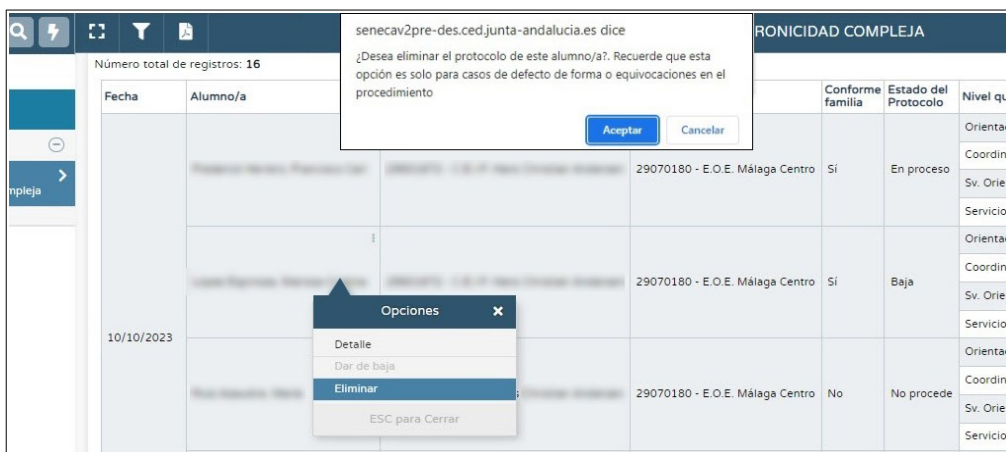 senecav2pre-des.ced.junta-andalucia.es dice
¿Desea eliminar el protocolo de este alumno/a?. Recuerde que esta
opción es solo para casos de defecto de forma o equivocaciones en el
procedimiento
Aceptar Cancelar
RONICIDAD COMPLEJA
Número total de registros: 16
Fecha Alumno/a Conforme familia Estado del Protocolo Nivel qu
mpleja
10/10/2023
29070180 - E.O.E. Málaga Centro Sí En proceso
Orienta
Coordin
Sv. Orie
Servicio
29070180 - E.O.E. Málaga Centro Sí Baja
Orienta
Coordin
Sv. Orie
Servicio
29070180 - E.O.E. Málaga Centro No No procede
Orienta
Coordin
Sv. Orie
Servicio
Opciones
Detalle
Dar de baja
Eliminar
ESC para Cerrar